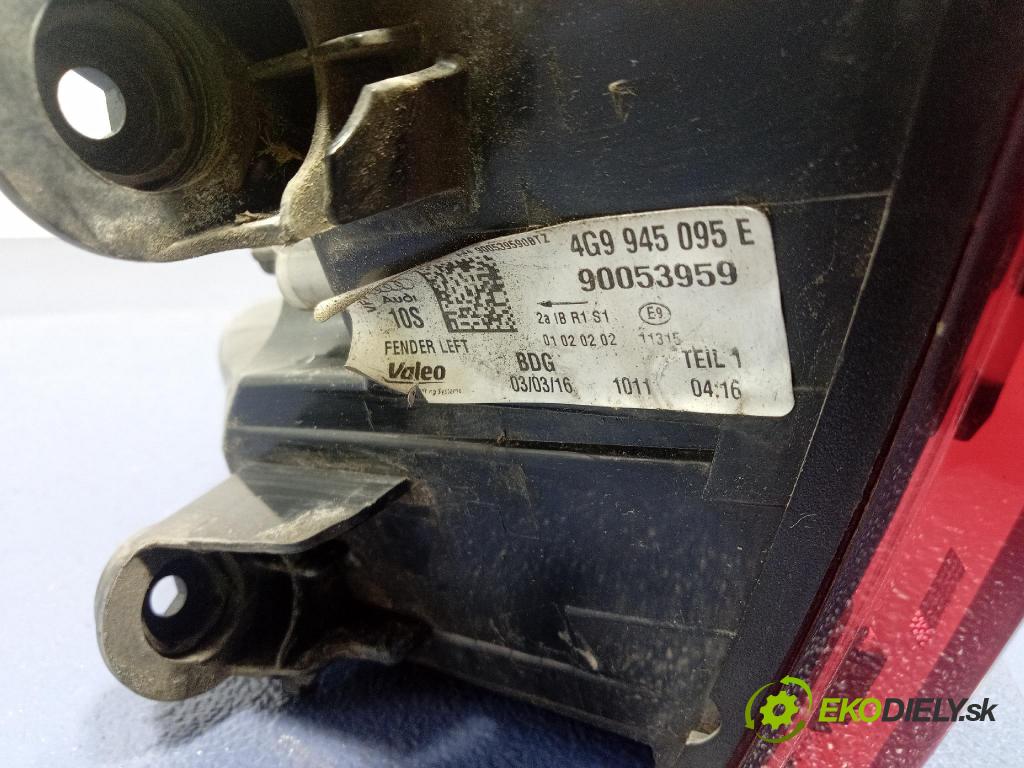 9005395908TZ
4G9 945 095 E
90053959
Audi
10S
2a IB R1 S1
E9
01 02 02 02
11315
FENDER LEFT
BDG
TEIL 1
Valeo
03/03/16
1011
04:16
EKODIELY.sk